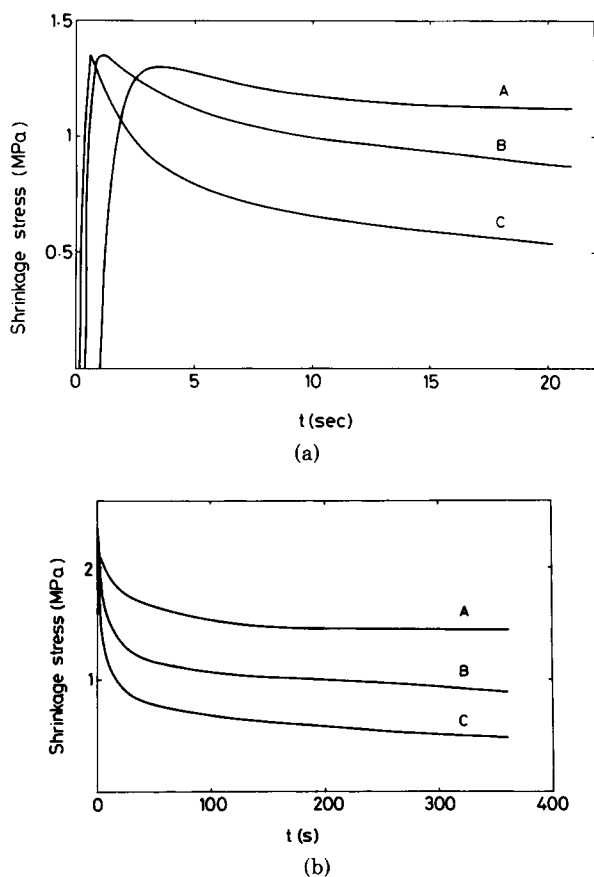 1·5
A
1
B
0·5
C
Shrinkage stress (MPa)
0 5 10 15 20
t (sec)
(a)
2
A
1
B
C
Shrinkage stress (MPa)
0 100 200 300 400
t (s)
(b)